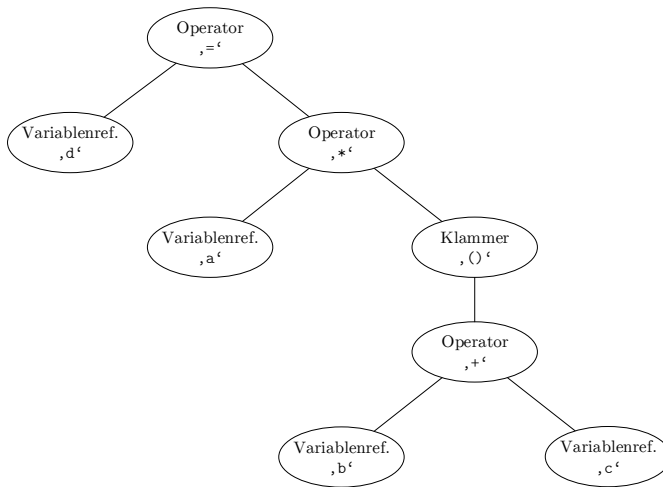 Operator
‚=‘
Variablenref.
‚d‘
Operator
‚*‘
Variablenref.
‚a‘
Klammer
‚()‘
Operator
‚+‘
Variablenref.
‚b‘
Variablenref.
‚c‘